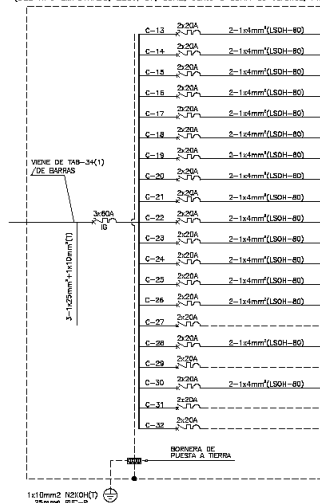 C-13 2x20A 2-1x4mm²(LSOH-80)
C-14 2x20A 2-1x4mm²(LSOH-80)
C-15 2x20A 2-1x4mm²(LSOH-80)
C-16 2x20A 2-1x4mm²(LSOH-80)
C-17 2x20A 2-1x4mm²(LSOH-80)
C-18 2x20A 2-1x4mm²(LSOH-80)
C-19 2x20A 2-1x4mm²(LSOH-80)
VIENE DE TAB-34(1)
/DE BARRAS
C-20 2x20A 2-1x4mm²(LSOH-80)
C-21 2x20A 2-1x4mm²(LSOH-80)
3x60A
IG
C-22 2x20A 2-1x4mm²(LSOH-80)
3-1x25mm²+1x10mm²(T)
C-23 2x20A 2-1x4mm²(LSOH-80)
C-24 2x20A 2-1x4mm²(LSOH-80)
C-25 2x20A 2-1x4mm²(LSOH-80)
C-26 2x20A 2-1x4mm²(LSOH-80)
C-27 2x20A
C-28 2x20A 2-1x4mm²(LSOH-80)
C-29 2x20A
C-30 2x20A 2-1x4mm²(LSOH-80)
C-31 2x20A
C-32 2x20A
BORNERA DE
PUESTA A TIERRA
1x10mm2 N2XOH(T)